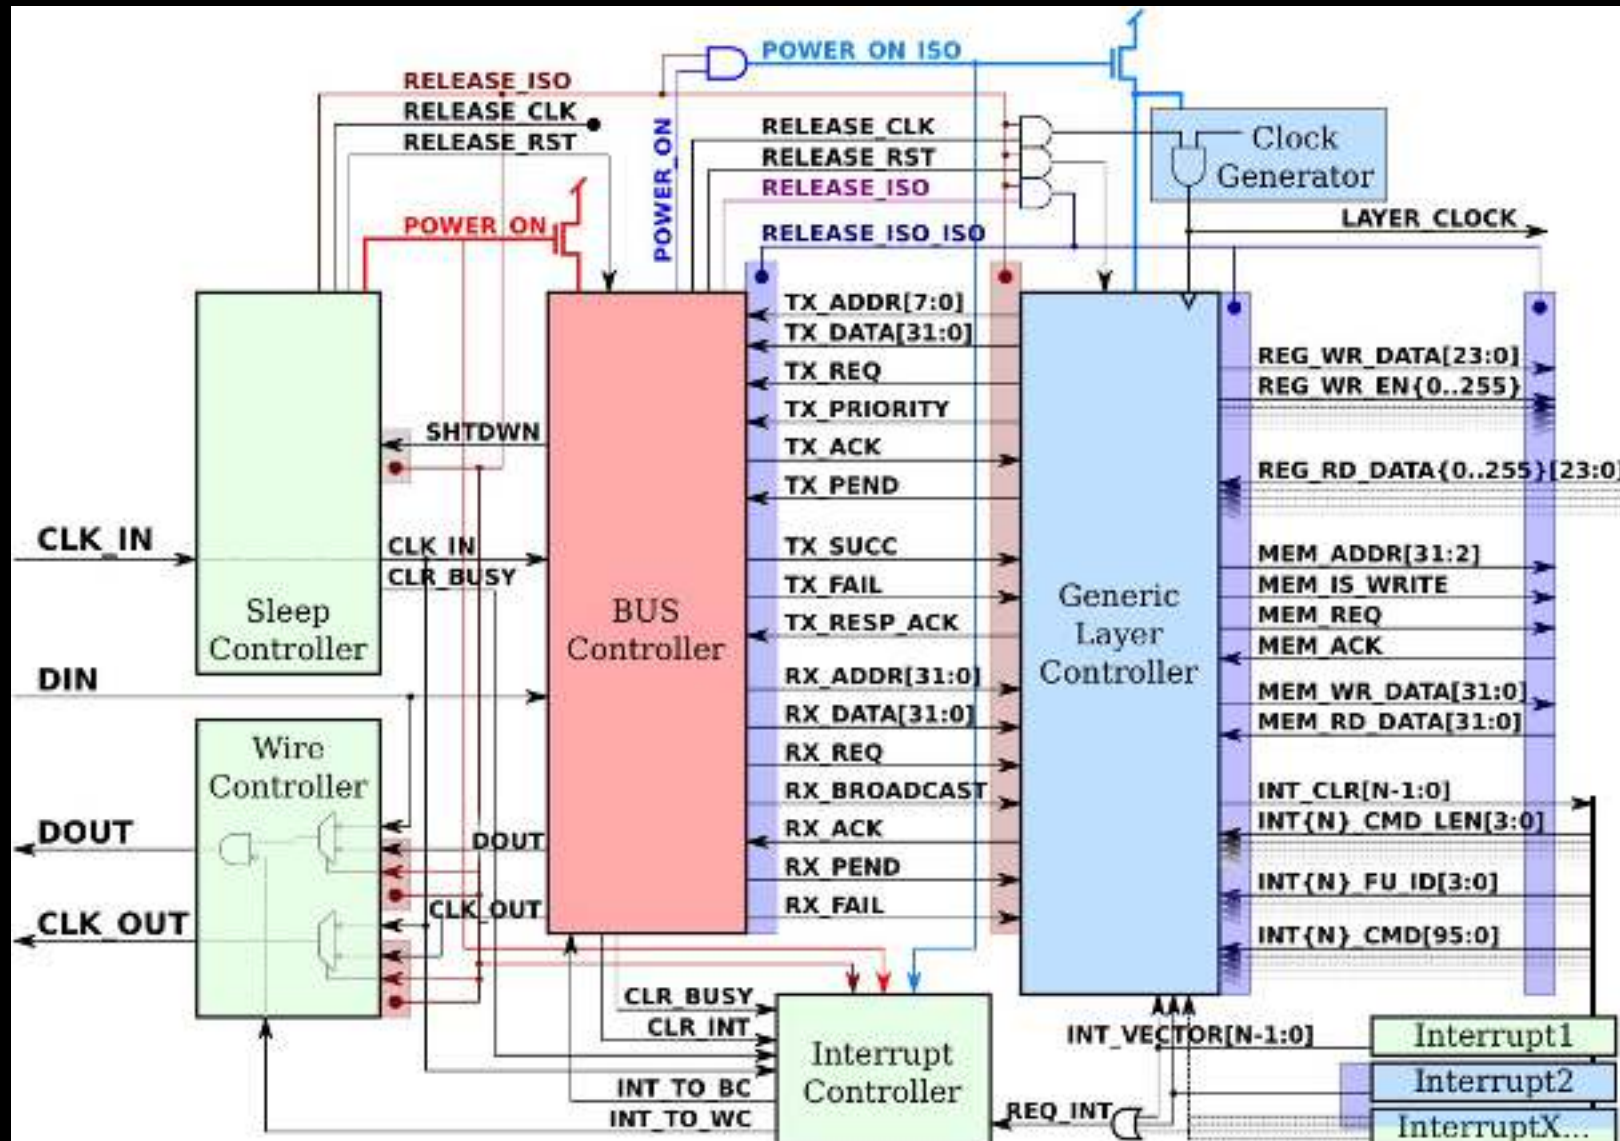 POWER_ON_ISO
RELEASE_ISO
RELEASE_CLK
RELEASE_RST
POWER_ON
POWER_ON
RELEASE_CLK
RELEASE_RST
RELEASE_ISO
RELEASE_ISO_ISO
Clock
Generator
LAYER_CLOCK
TX_ADDR[7:0]
TX_DATA[31:0]
TX_REQ
TX_PRIORITY
TX_ACK
TX_PEND
TX_SUCC
TX_FAIL
TX_RESP_ACK
RX_ADDR[31:0]
RX_DATA[31:0]
RX_REQ
RX_BROADCAST
RX_ACK
RX_PEND
RX_FAIL
REG_WR_DATA[23:0]
REG_WR_EN{0..255}
REG_RD_DATA{0..255}[23:0]
MEM_ADDR[31:2]
MEM_IS_WRITE
MEM_REQ
MEM_ACK
MEM_WR_DATA[31:0]
MEM_RD_DATA[31:0]
INT_CLR[N-1:0]
INT{N}_CMD_LEN[3:0]
INT{N}_FU_ID[3:0]
INT{N}_CMD[95:0]
SHTDWN
CLK_IN
CLK_IN
CLR_BUSY
Sleep
Controller
BUS
Controller
Generic
Layer
Controller
DIN
Wire
Controller
DOUT
DOUT
CLK_OUT
CLK_OUT
CLR_BUSY
CLR_INT
INT_TO_BC
INT_TO_WC
Interrupt
Controller
REQ_INT
INT_VECTOR[N-1:0]
Interrupt1
Interrupt2
InterruptX...